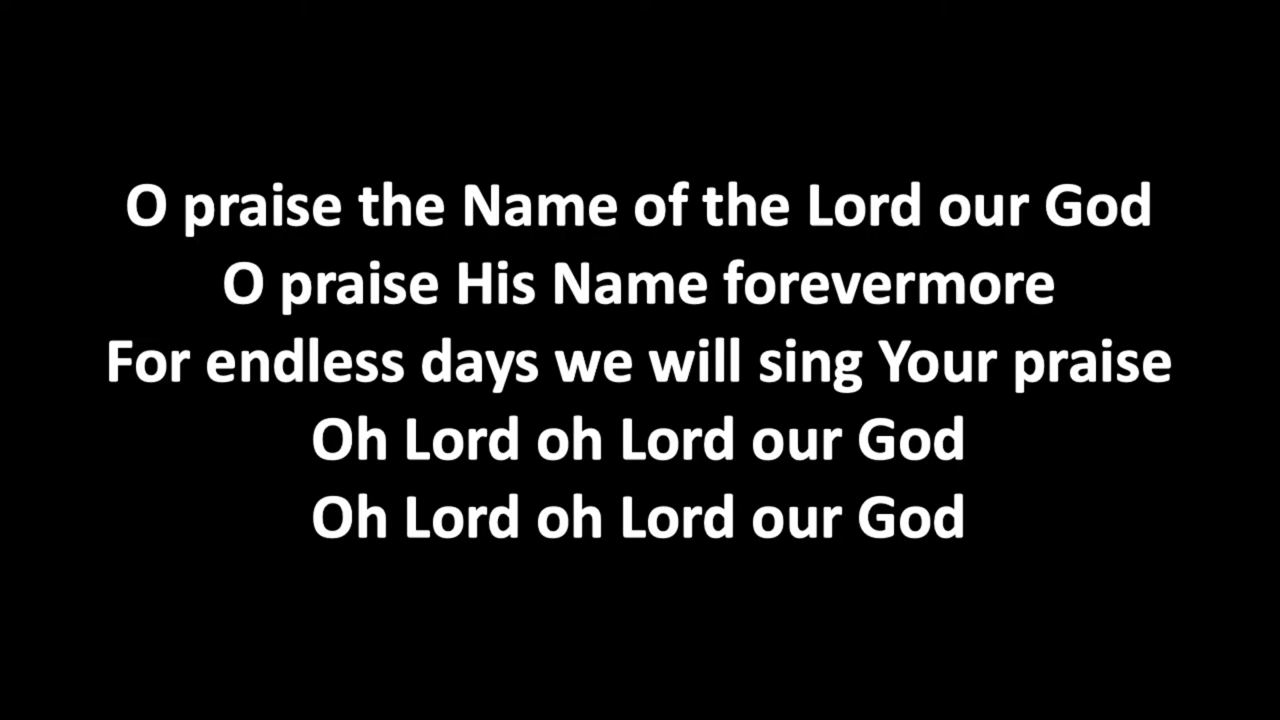 O praise the Name of the Lord our God
O praise His Name forevermore
For endless days we will sing Your praise
Oh Lord oh Lord our God
Oh Lord oh Lord our God